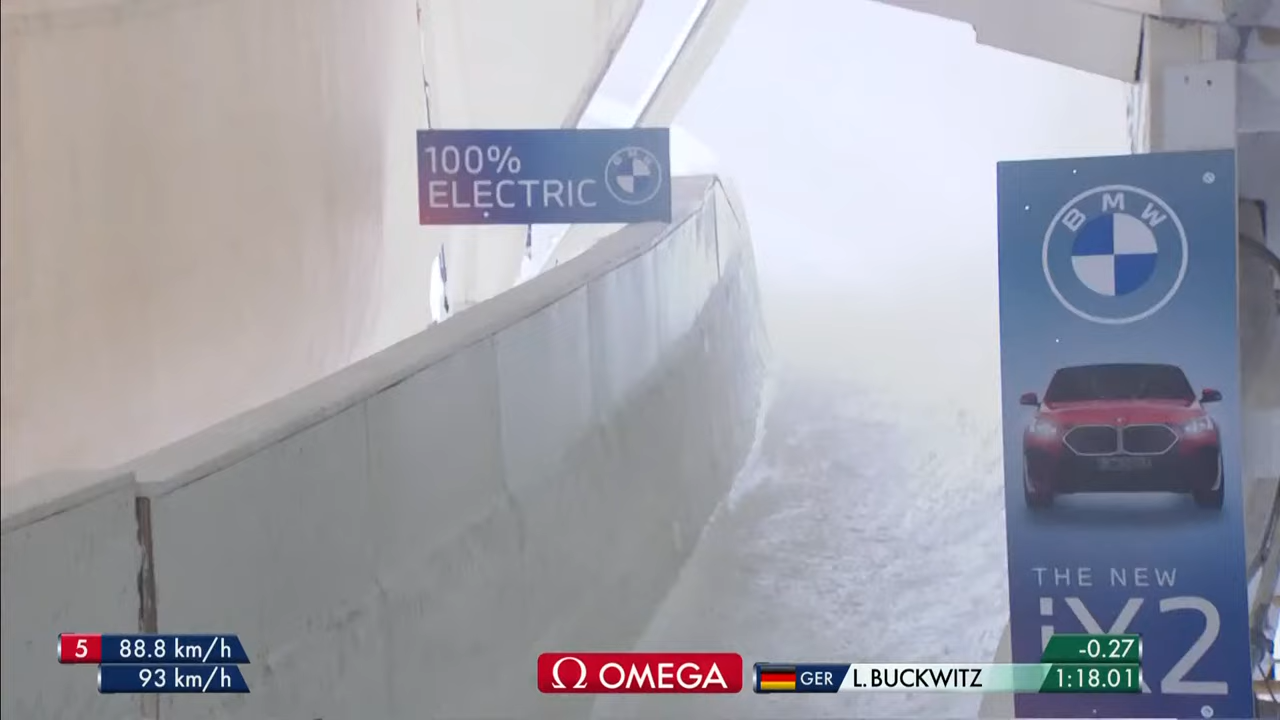 100%
ELECTRIC
BMW
BMW
THE NEW
iX2
5 88.8 km/h
93 km/h
Ω OMEGA
GER L. BUCKWITZ
-0.27
1:18.01